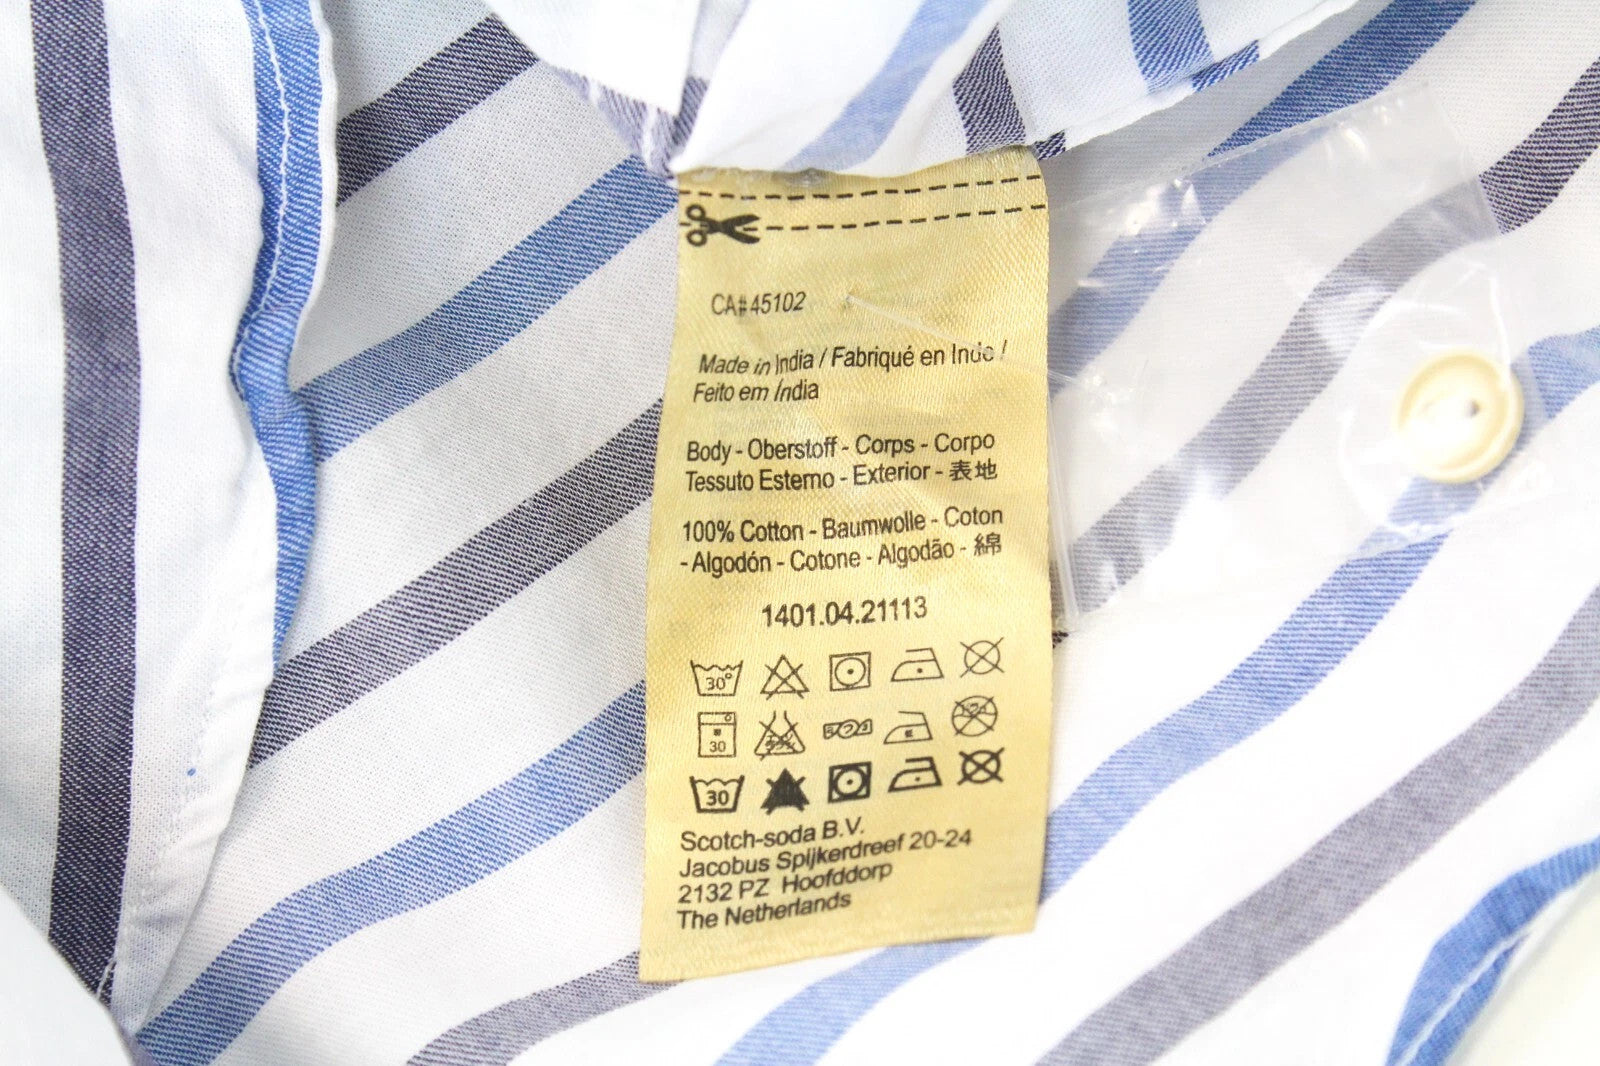 CA#45102
Made in India / Fabriqué en Inde /
Feito em Índia
Body - Oberstoff - Corps - Corpo
Tessuto Esterno - Exterior - 表地
100% Cotton - Baumwolle - Coton
- Algodón - Cotone - Algodão - 綿
1401.04.21113
30°
30
30
Scotch-soda B.V.
Jacobus Spijkerdreef 20-24
2132 PZ Hoofddorp
The Netherlands